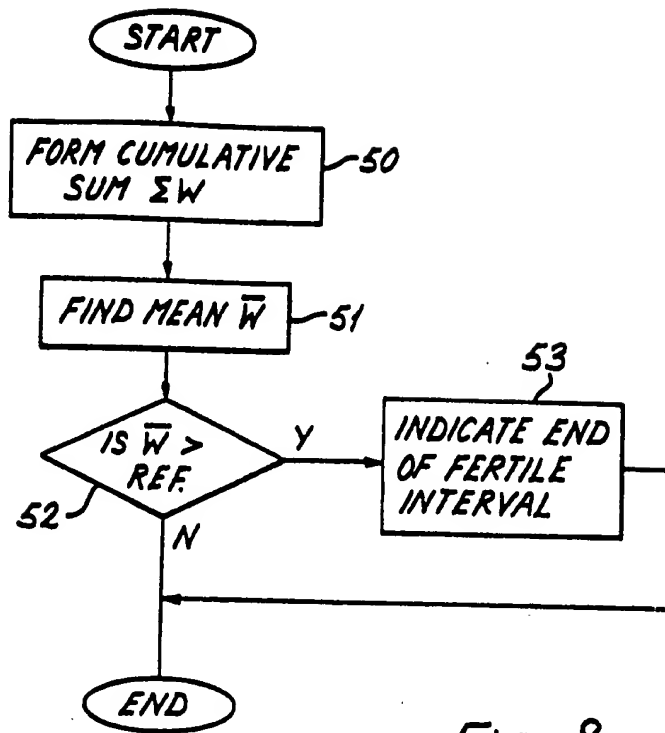 START
FORM CUMULATIVE
SUM ΣW
50
FIND MEAN W̅
51
IS W̅ >
REF.
52
Y
N
53
INDICATE END
OF FERTILE
INTERVAL
END